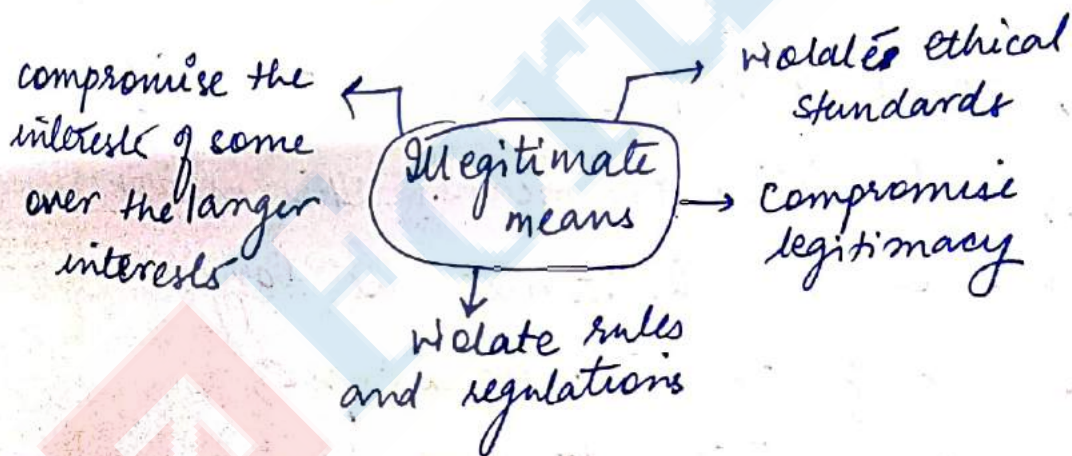 compromise the
interests of some
over the larger
interests
Illegitimate
means
violates ethical
standards
compromise
legitimacy
violate rules
and regulations